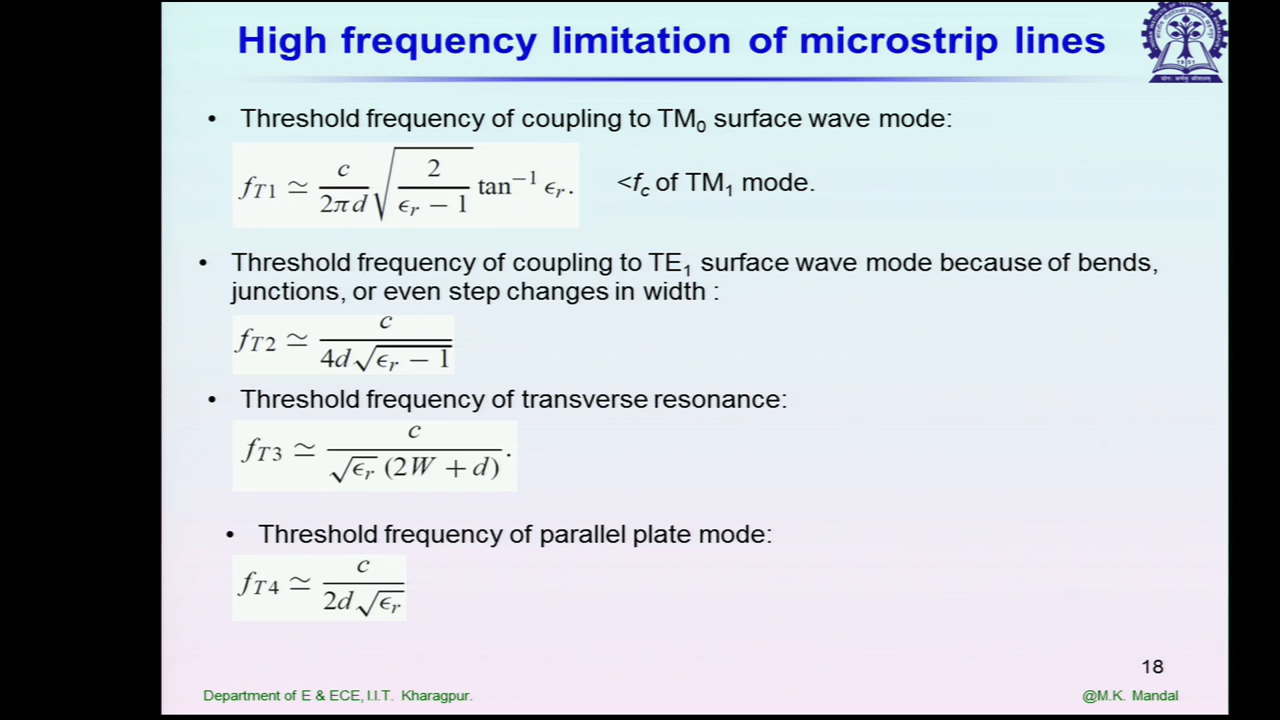 High frequency limitation of microstrip lines
• Threshold frequency of coupling to TM₀ surface wave mode:
f_T1 ≃ c / (2πd) √(2 / (ϵ_r − 1)) tan⁻¹ ϵ_r. <f_c of TM₁ mode.
• Threshold frequency of coupling to TE₁ surface wave mode because of bends,
junctions, or even step changes in width :
f_T2 ≃ c / (4d√(ϵ_r − 1))
• Threshold frequency of transverse resonance:
f_T3 ≃ c / (√ϵ_r (2W + d)).
• Threshold frequency of parallel plate mode:
f_T4 ≃ c / (2d√ϵ_r)
18
Department of E & ECE, I.I.T. Kharagpur.
@M.K. Mandal